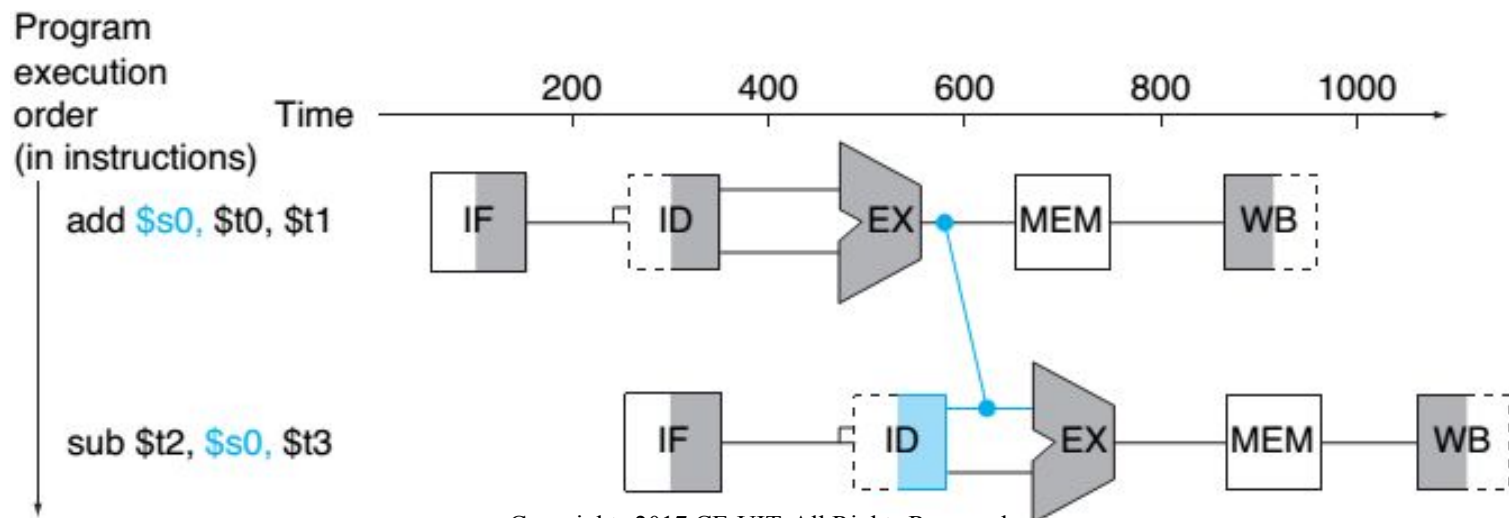 Program
execution
order
(in instructions)
Time
200 400 600 800 1000
add $s0, $t0, $t1
IF ID EX MEM WB
sub $t2, $s0, $t3
IF ID EX MEM WB